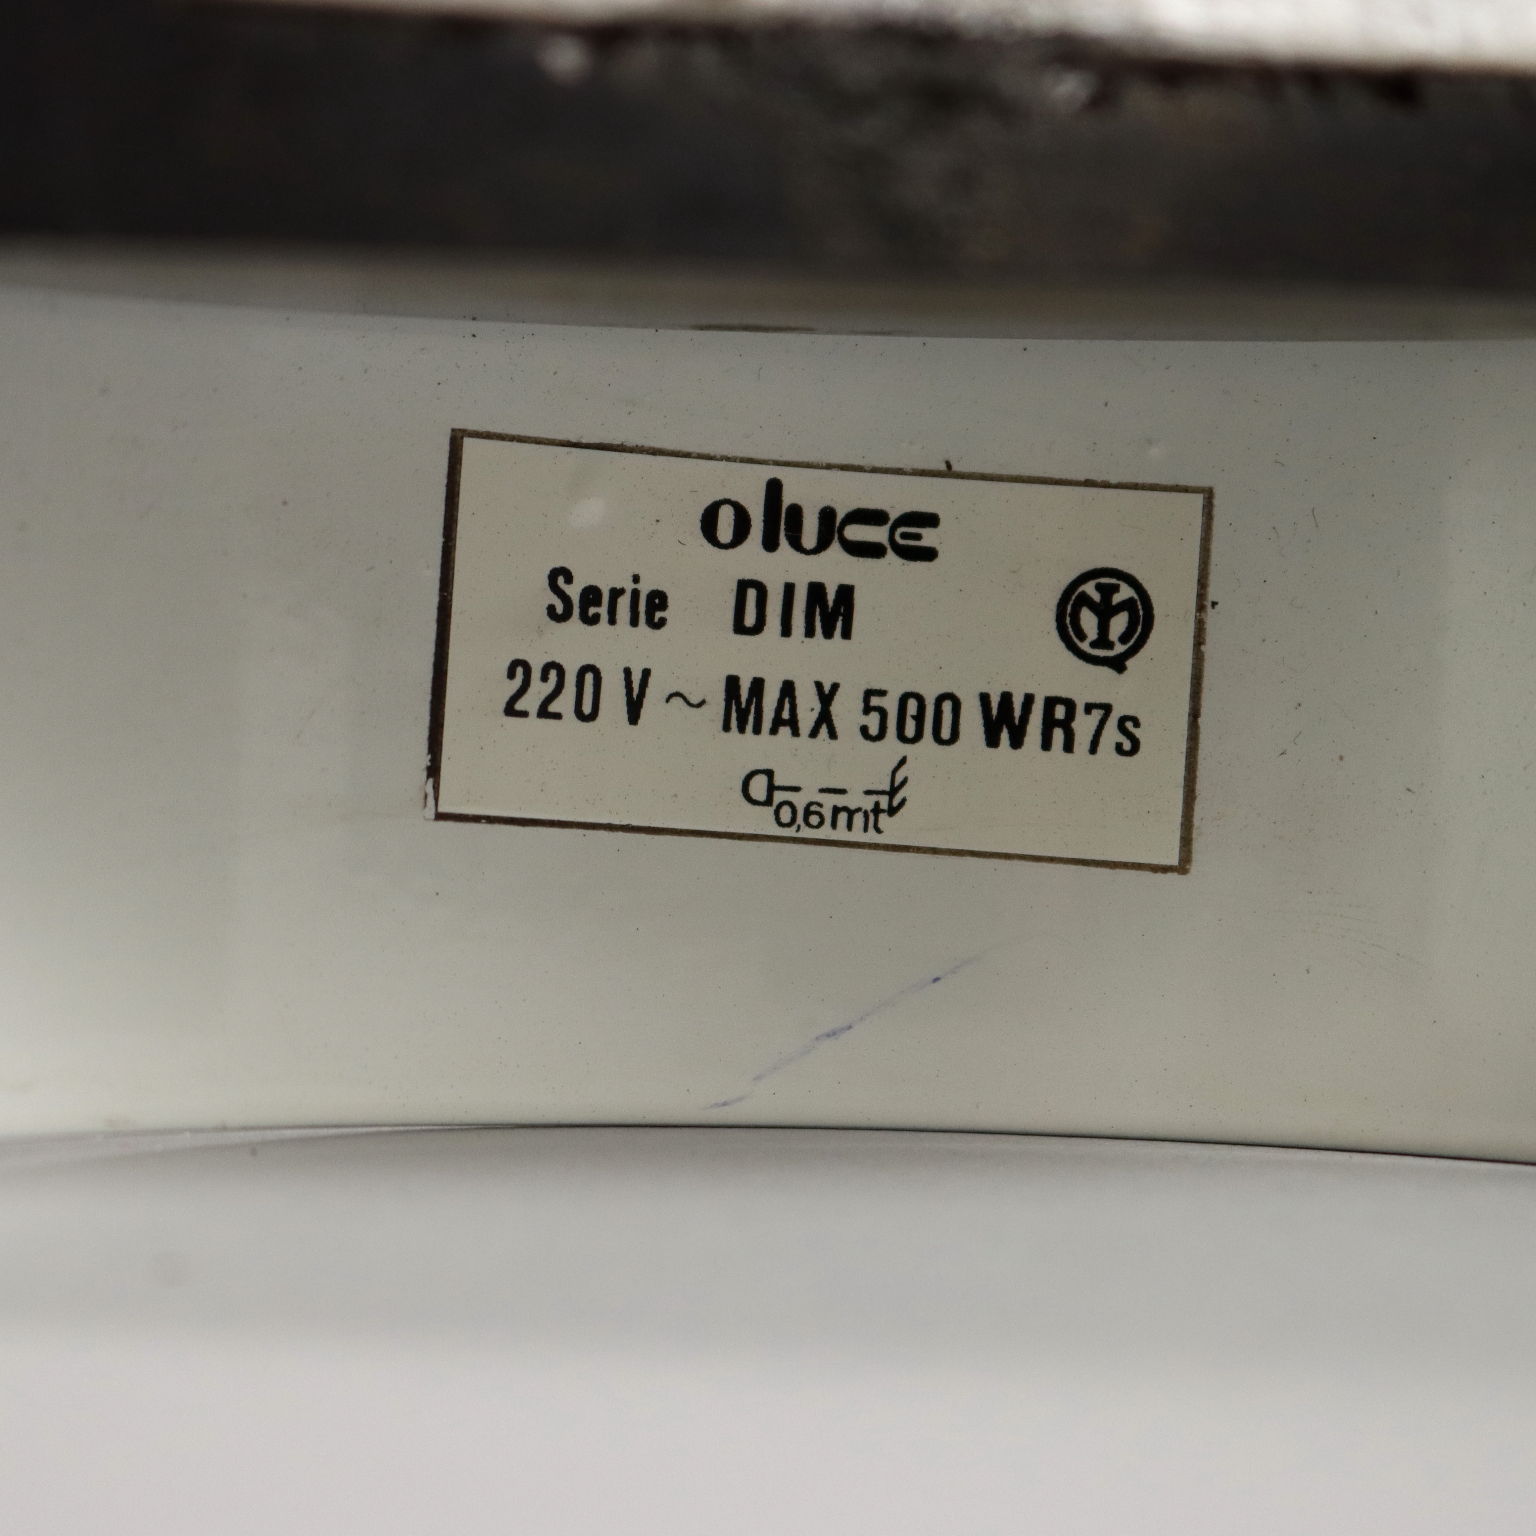 oluce
Serie DIM
220 V ~ MAX 500 WR7s
0,6 mt